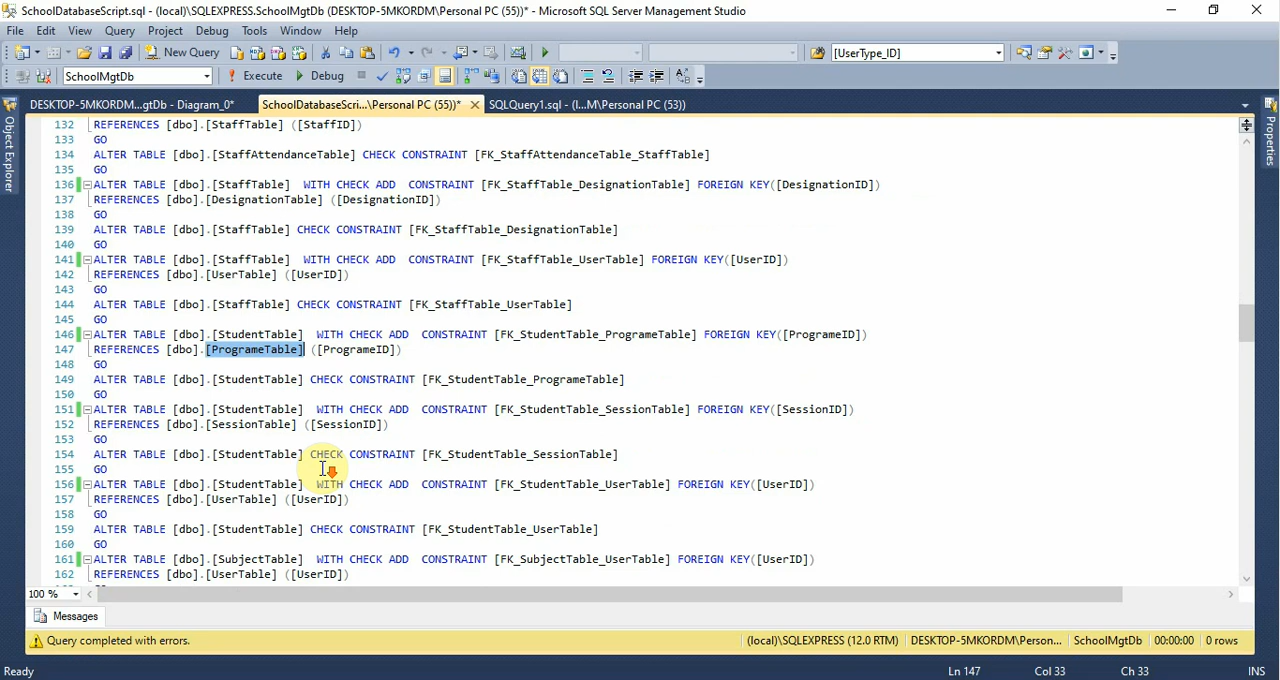 SchoolDatabaseScript.sql - (local)\SQLEXPRESS.SchoolMgtDb (DESKTOP-5MKORDM\Personal PC (55))* - Microsoft SQL Server Management Studio
File Edit View Query Project Debug Tools Window Help
New Query [UserType_ID]
SchoolMgtDb Execute Debug
DESKTOP-5MKORDM...gtDb - Diagram_0* SchoolDatabaseScri...\Personal PC (55))* SQLQuery1.sql - (l...M\Personal PC (53))
Object Explorer
Properties
132 REFERENCES [dbo].[StaffTable] ([StaffID])
133 GO
134 ALTER TABLE [dbo].[StaffAttendanceTable] CHECK CONSTRAINT [FK_StaffAttendanceTable_StaffTable]
135 GO
136 ALTER TABLE [dbo].[StaffTable]  WITH CHECK ADD  CONSTRAINT [FK_StaffTable_DesignationTable] FOREIGN KEY([DesignationID])
137 REFERENCES [dbo].[DesignationTable] ([DesignationID])
138 GO
139 ALTER TABLE [dbo].[StaffTable] CHECK CONSTRAINT [FK_StaffTable_DesignationTable]
140 GO
141 ALTER TABLE [dbo].[StaffTable]  WITH CHECK ADD  CONSTRAINT [FK_StaffTable_UserTable] FOREIGN KEY([UserID])
142 REFERENCES [dbo].[UserTable] ([UserID])
143 GO
144 ALTER TABLE [dbo].[StaffTable] CHECK CONSTRAINT [FK_StaffTable_UserTable]
145 GO
146 ALTER TABLE [dbo].[StudentTable]  WITH CHECK ADD  CONSTRAINT [FK_StudentTable_ProgrameTable] FOREIGN KEY([ProgrameID])
147 REFERENCES [dbo].[ProgrameTable] ([ProgrameID])
148 GO
149 ALTER TABLE [dbo].[StudentTable] CHECK CONSTRAINT [FK_StudentTable_ProgrameTable]
150 GO
151 ALTER TABLE [dbo].[StudentTable]  WITH CHECK ADD  CONSTRAINT [FK_StudentTable_SessionTable] FOREIGN KEY([SessionID])
152 REFERENCES [dbo].[SessionTable] ([SessionID])
153 GO
154 ALTER TABLE [dbo].[StudentTable] CHECK CONSTRAINT [FK_StudentTable_SessionTable]
155 GO
156 ALTER TABLE [dbo].[StudentTable]  WITH CHECK ADD  CONSTRAINT [FK_StudentTable_UserTable] FOREIGN KEY([UserID])
157 REFERENCES [dbo].[UserTable] ([UserID])
158 GO
159 ALTER TABLE [dbo].[StudentTable] CHECK CONSTRAINT [FK_StudentTable_UserTable]
160 GO
161 ALTER TABLE [dbo].[SubjectTable]  WITH CHECK ADD  CONSTRAINT [FK_SubjectTable_UserTable] FOREIGN KEY([UserID])
162 REFERENCES [dbo].[UserTable] ([UserID])
100 %
Messages
Query completed with errors. (local)\SQLEXPRESS (12.0 RTM) DESKTOP-5MKORDM\Person... SchoolMgtDb 00:00:00 0 rows
Ready Ln 147 Col 33 Ch 33 INS